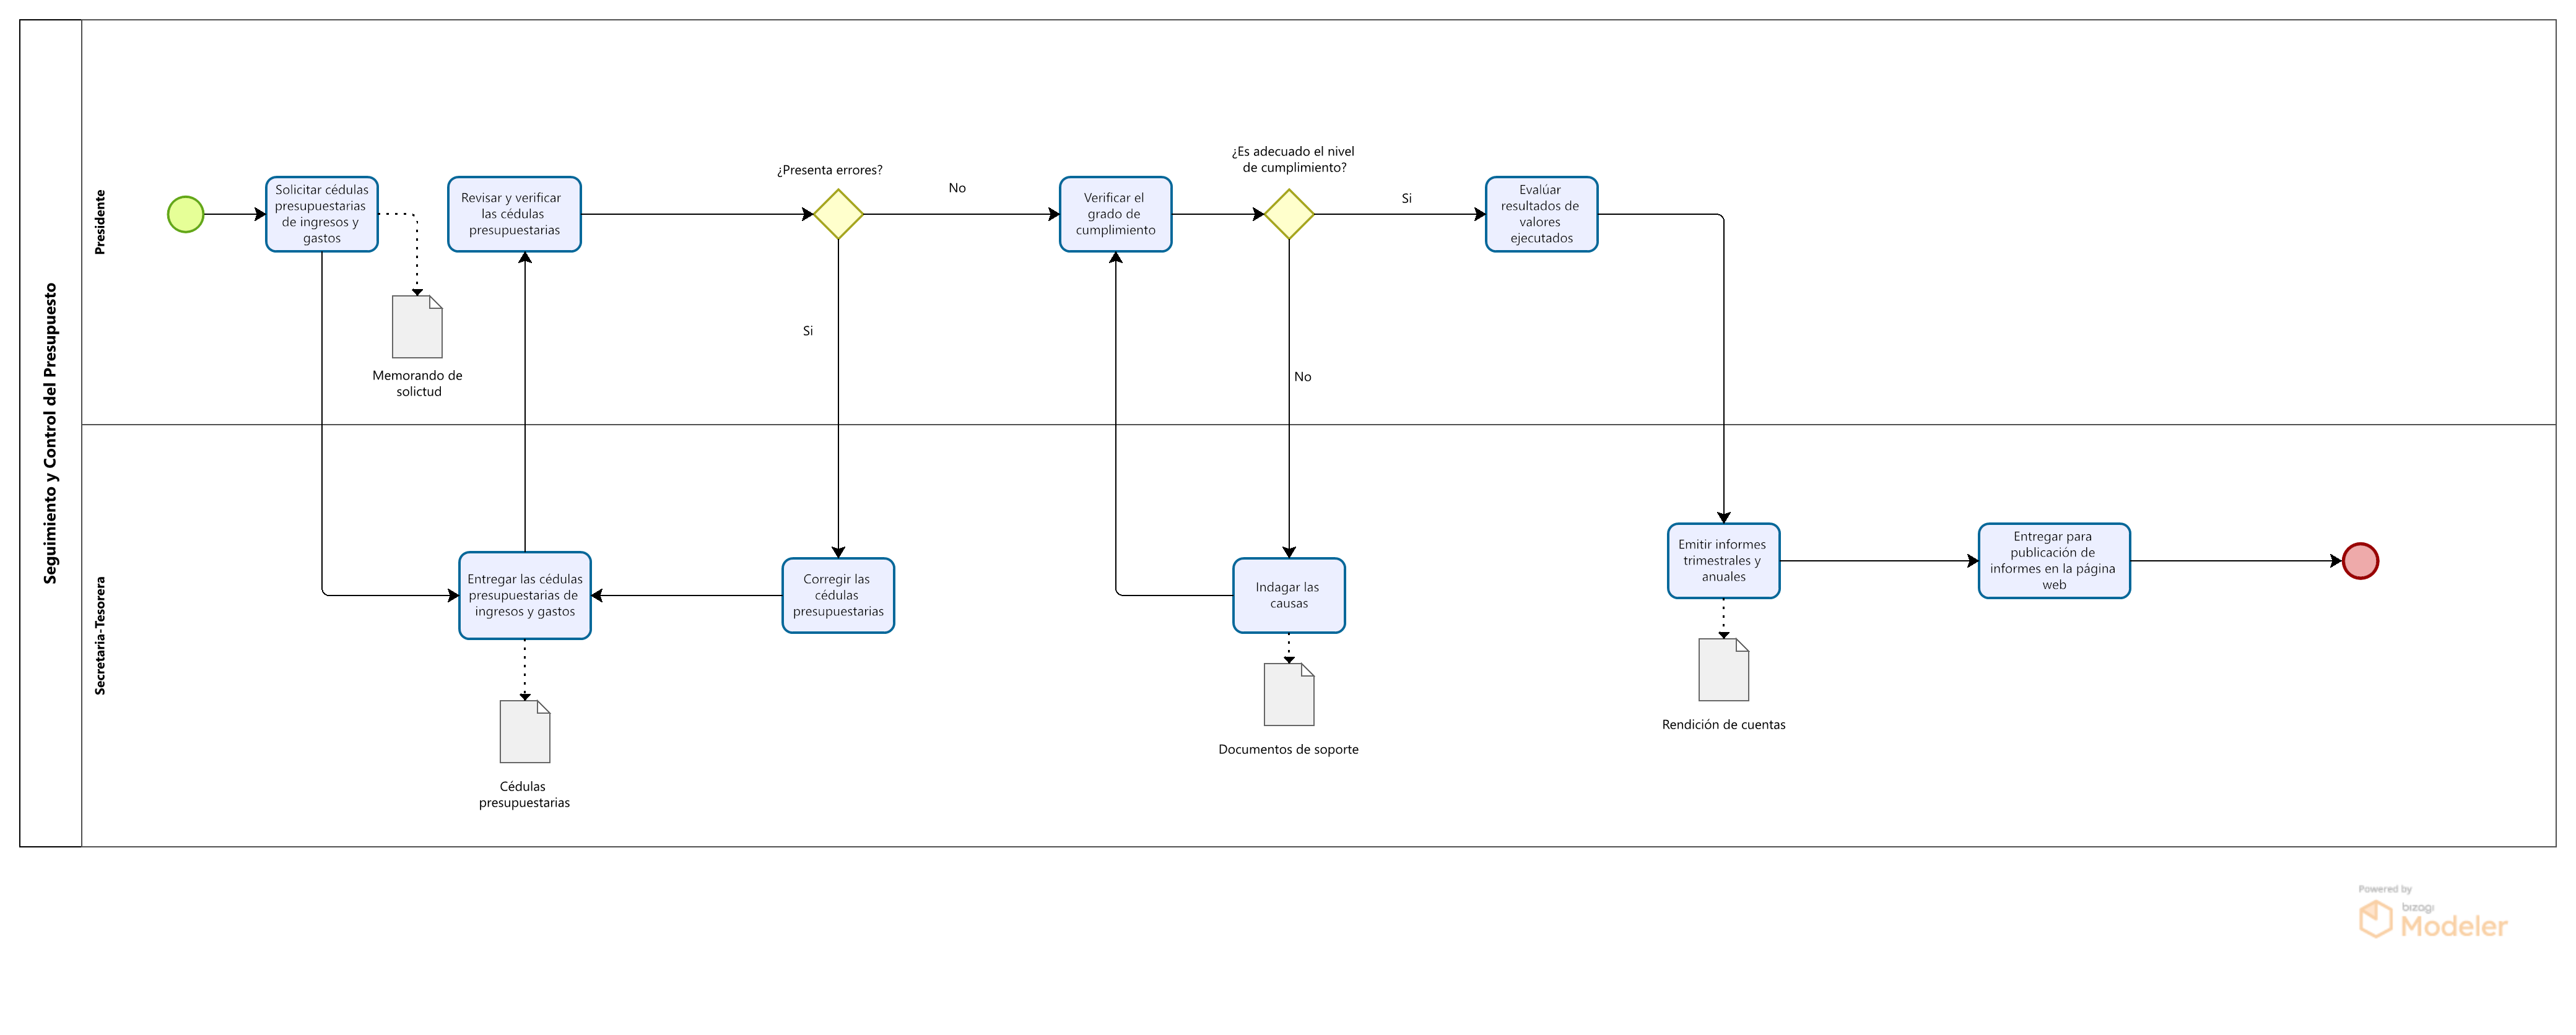 Seguimiento y Control del Presupuesto
Presidente
Solicitar cédulas
presupuestarias
de ingresos y
gastos
Memorando de
solictud
Revisar y verificar
las cédulas
presupuestarias
¿Presenta errores?
No
Si
Verificar el
grado de
cumplimiento
¿Es adecuado el nivel
de cumplimiento?
Si
No
Evalúar
resultados de
valores
ejecutados
Secretaria-Tesorera
Entregar las cédulas
presupuestarias de
ingresos y gastos
Cédulas
presupuestarias
Corregir las
cédulas
presupuestarias
Indagar las
causas
Documentos de soporte
Emitir informes
trimestrales y
anuales
Rendición de cuentas
Entregar para
publicación de
informes en la página
web
Powered by
bizagi
Modeler